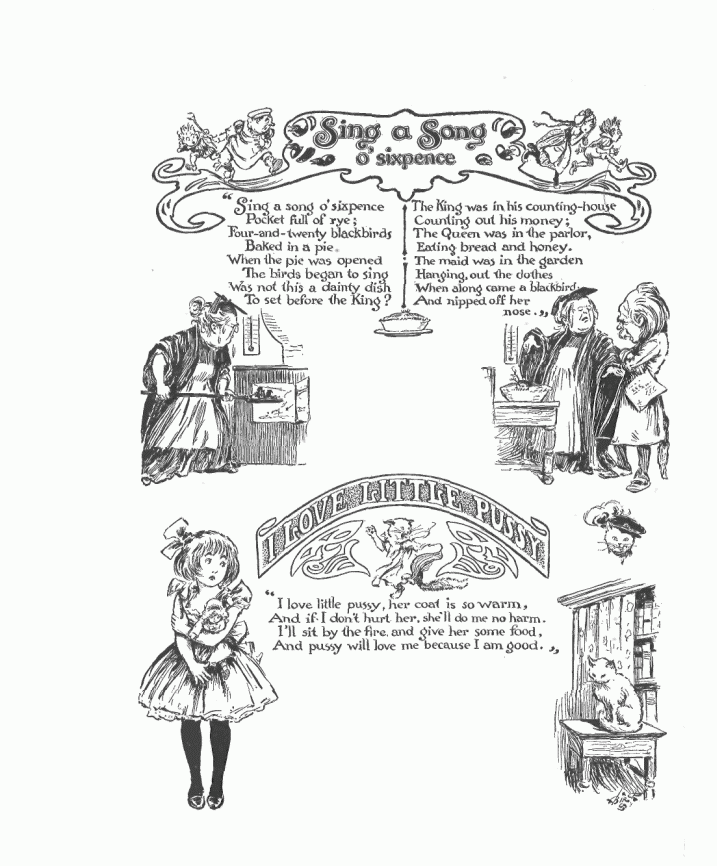 Sing a Song
o' sixpence
“Sing a song o' sixpence
Pocket full of rye;
Four-and-twenty blackbirds
Baked in a pie.
When the pie was opened
The birds began to sing
Was not this a dainty dish
To set before the King?
The King was in his counting-house
Counting out his money;
The Queen was in the parlor,
Eating bread and honey.
The maid was in the garden
Hanging out the clothes
When along came a blackbird
And nipped off her
nose.”
I LOVE LITTLE PUSSY
“I love little pussy, her coat is so warm,
And if I don't hurt her, she'll do me no harm.
I'll sit by the fire, and give her some food,
And pussy will love me because I am good.”